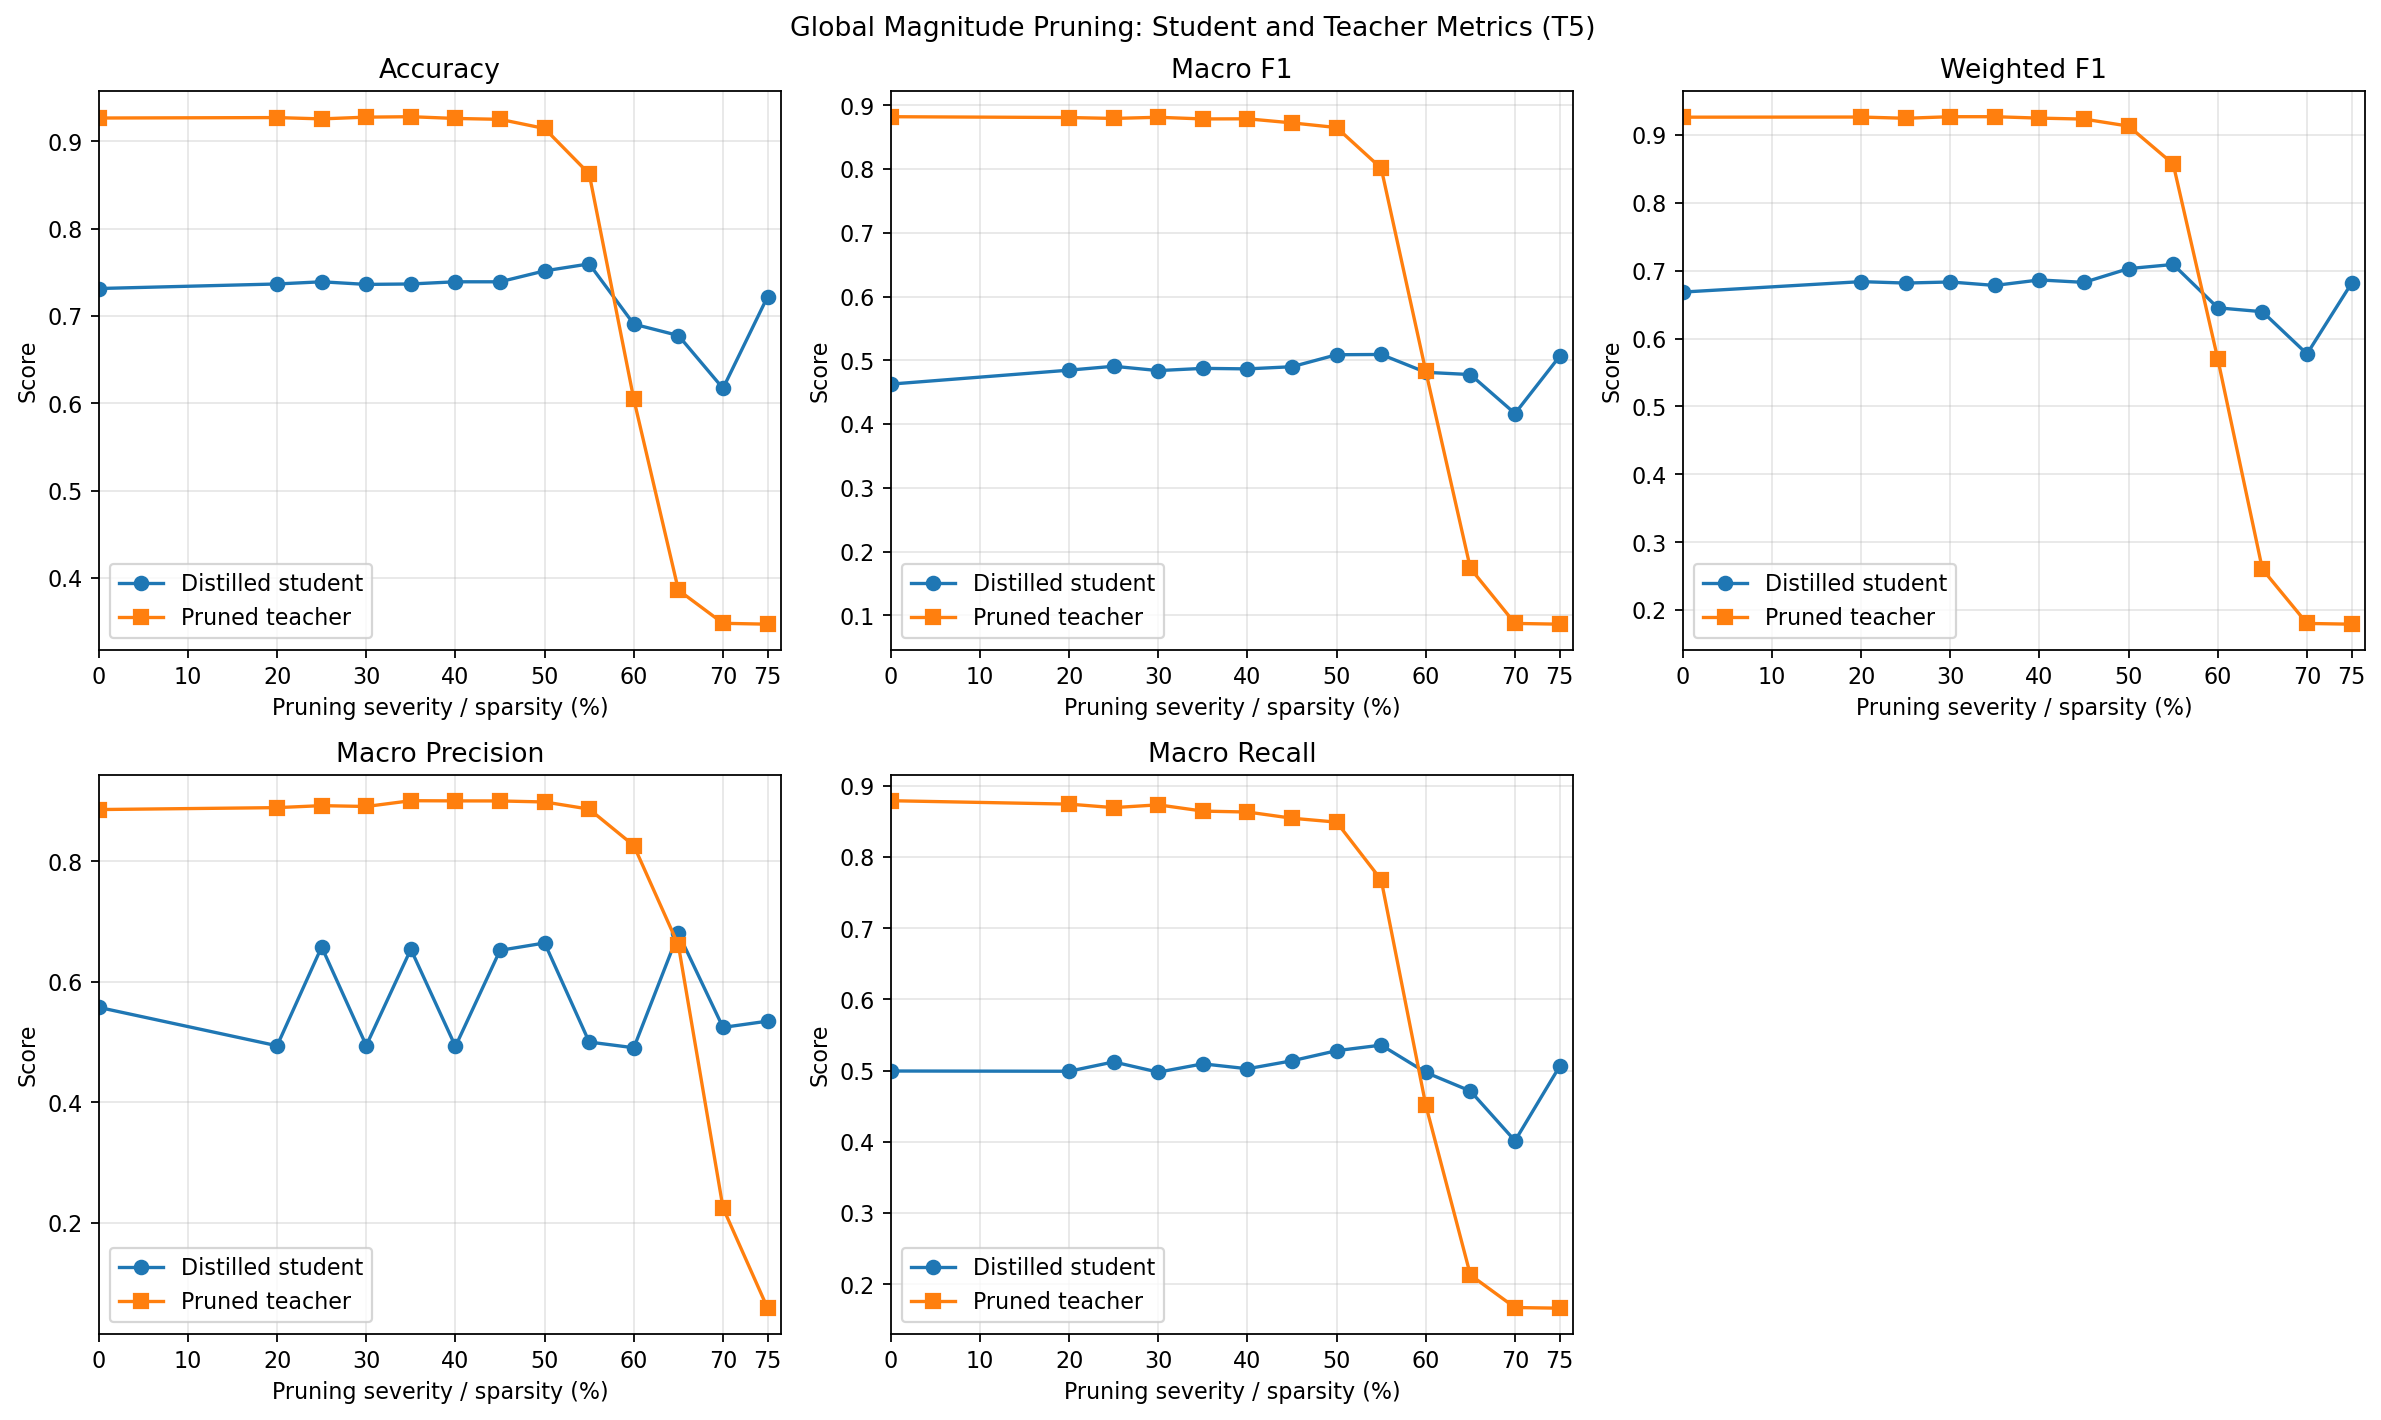 Global Magnitude Pruning: Student and Teacher Metrics (T5)
Accuracy
Score
0.9
0.8
0.7
0.6
0.5
0.4
Distilled student
Pruned teacher
0 10 20 30 40 50 60 70 75
Pruning severity / sparsity (%)
Macro F1
Score
0.9
0.8
0.7
0.6
0.5
0.4
0.3
0.2
0.1
Distilled student
Pruned teacher
0 10 20 30 40 50 60 70 75
Pruning severity / sparsity (%)
Weighted F1
Score
0.9
0.8
0.7
0.6
0.5
0.4
0.3
0.2
Distilled student
Pruned teacher
0 10 20 30 40 50 60 70 75
Pruning severity / sparsity (%)
Macro Precision
Score
0.8
0.6
0.4
0.2
Distilled student
Pruned teacher
0 10 20 30 40 50 60 70 75
Pruning severity / sparsity (%)
Macro Recall
Score
0.9
0.8
0.7
0.6
0.5
0.4
0.3
0.2
Distilled student
Pruned teacher
0 10 20 30 40 50 60 70 75
Pruning severity / sparsity (%)